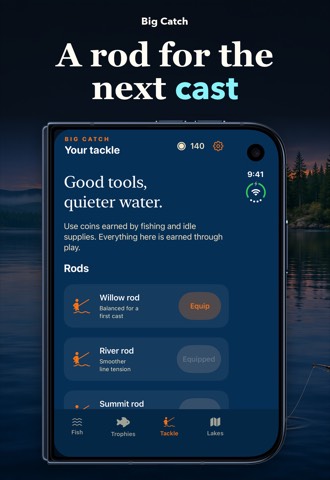 Big Catch
A rod for the
next cast
BIG CATCH
Your tackle
140
9:41
Good tools,
quieter water.
Use coins earned by fishing and idle
supplies. Everything here is earned through
play.
Rods
Willow rod
Balanced for a
first cast
Equip
River rod
Smoother
line tension
Equipped
Summit rod
Fish
Trophies
Tackle
Lakes